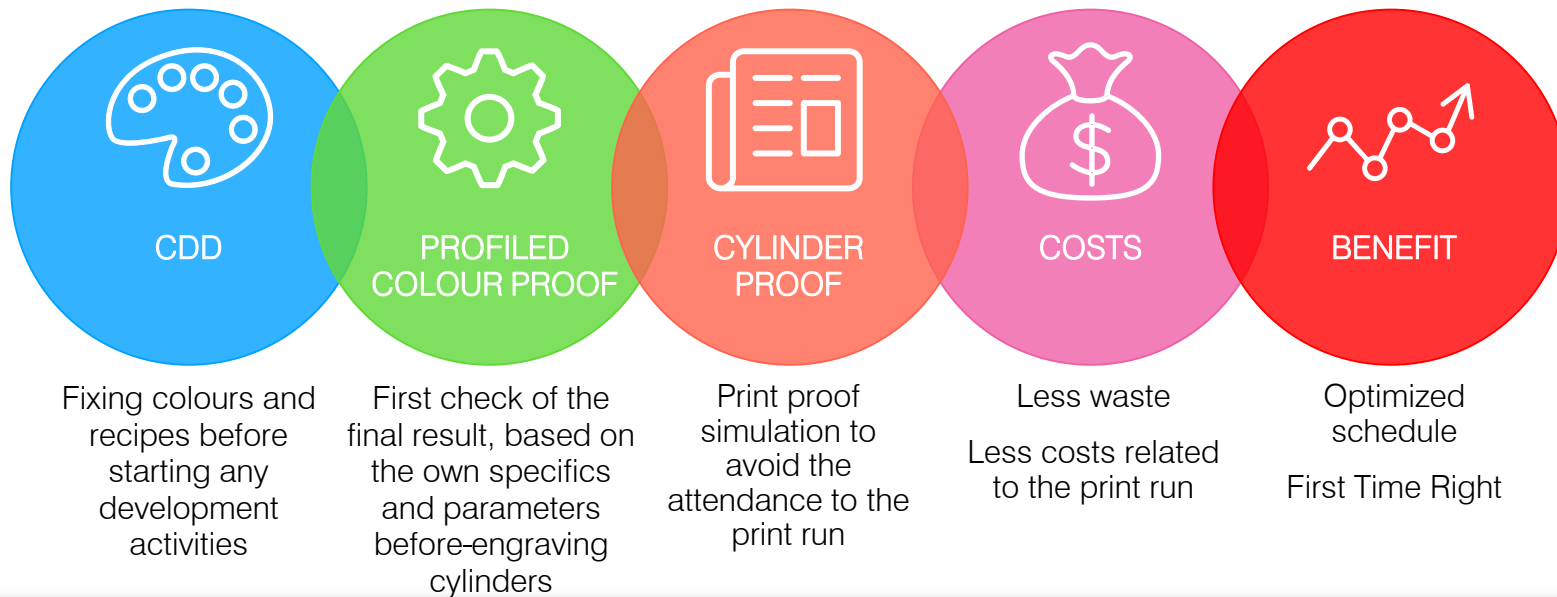 CDD
Fixing colours and
recipes before
starting any
development
activities
PROFILED
COLOUR PROOF
First check of the
final result, based on
the own specifics
and parameters
before-engraving
cylinders
CYLINDER
PROOF
Print proof
simulation to
avoid the
attendance to the
print run
$
COSTS
Less waste
Less costs related
to the print run
BENEFIT
Optimized
schedule
First Time Right